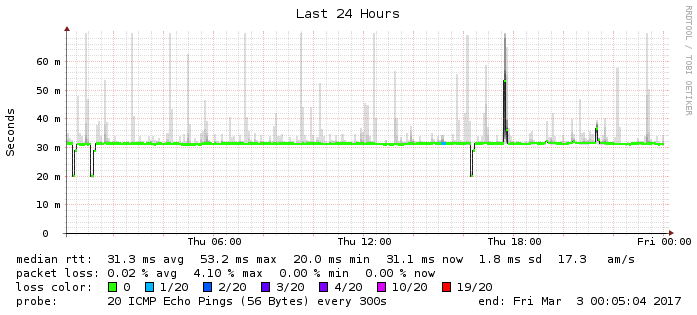 Last 24 Hours
RRDTOOL / TOBI OETIKER
Seconds
60 m
50 m
40 m
30 m
20 m
10 m
0
Thu 06:00 Thu 12:00 Thu 18:00 Fri 00:00
median rtt: 31.3 ms avg 53.2 ms max 20.0 ms min 31.1 ms now 1.8 ms sd 17.3 am/s
packet loss: 0.02 % avg 4.10 % max 0.00 % min 0.00 % now
loss color: 0 1/20 2/20 3/20 4/20 10/20 19/20
probe: 20 ICMP Echo Pings (56 Bytes) every 300s end: Fri Mar 3 00:05:04 2017